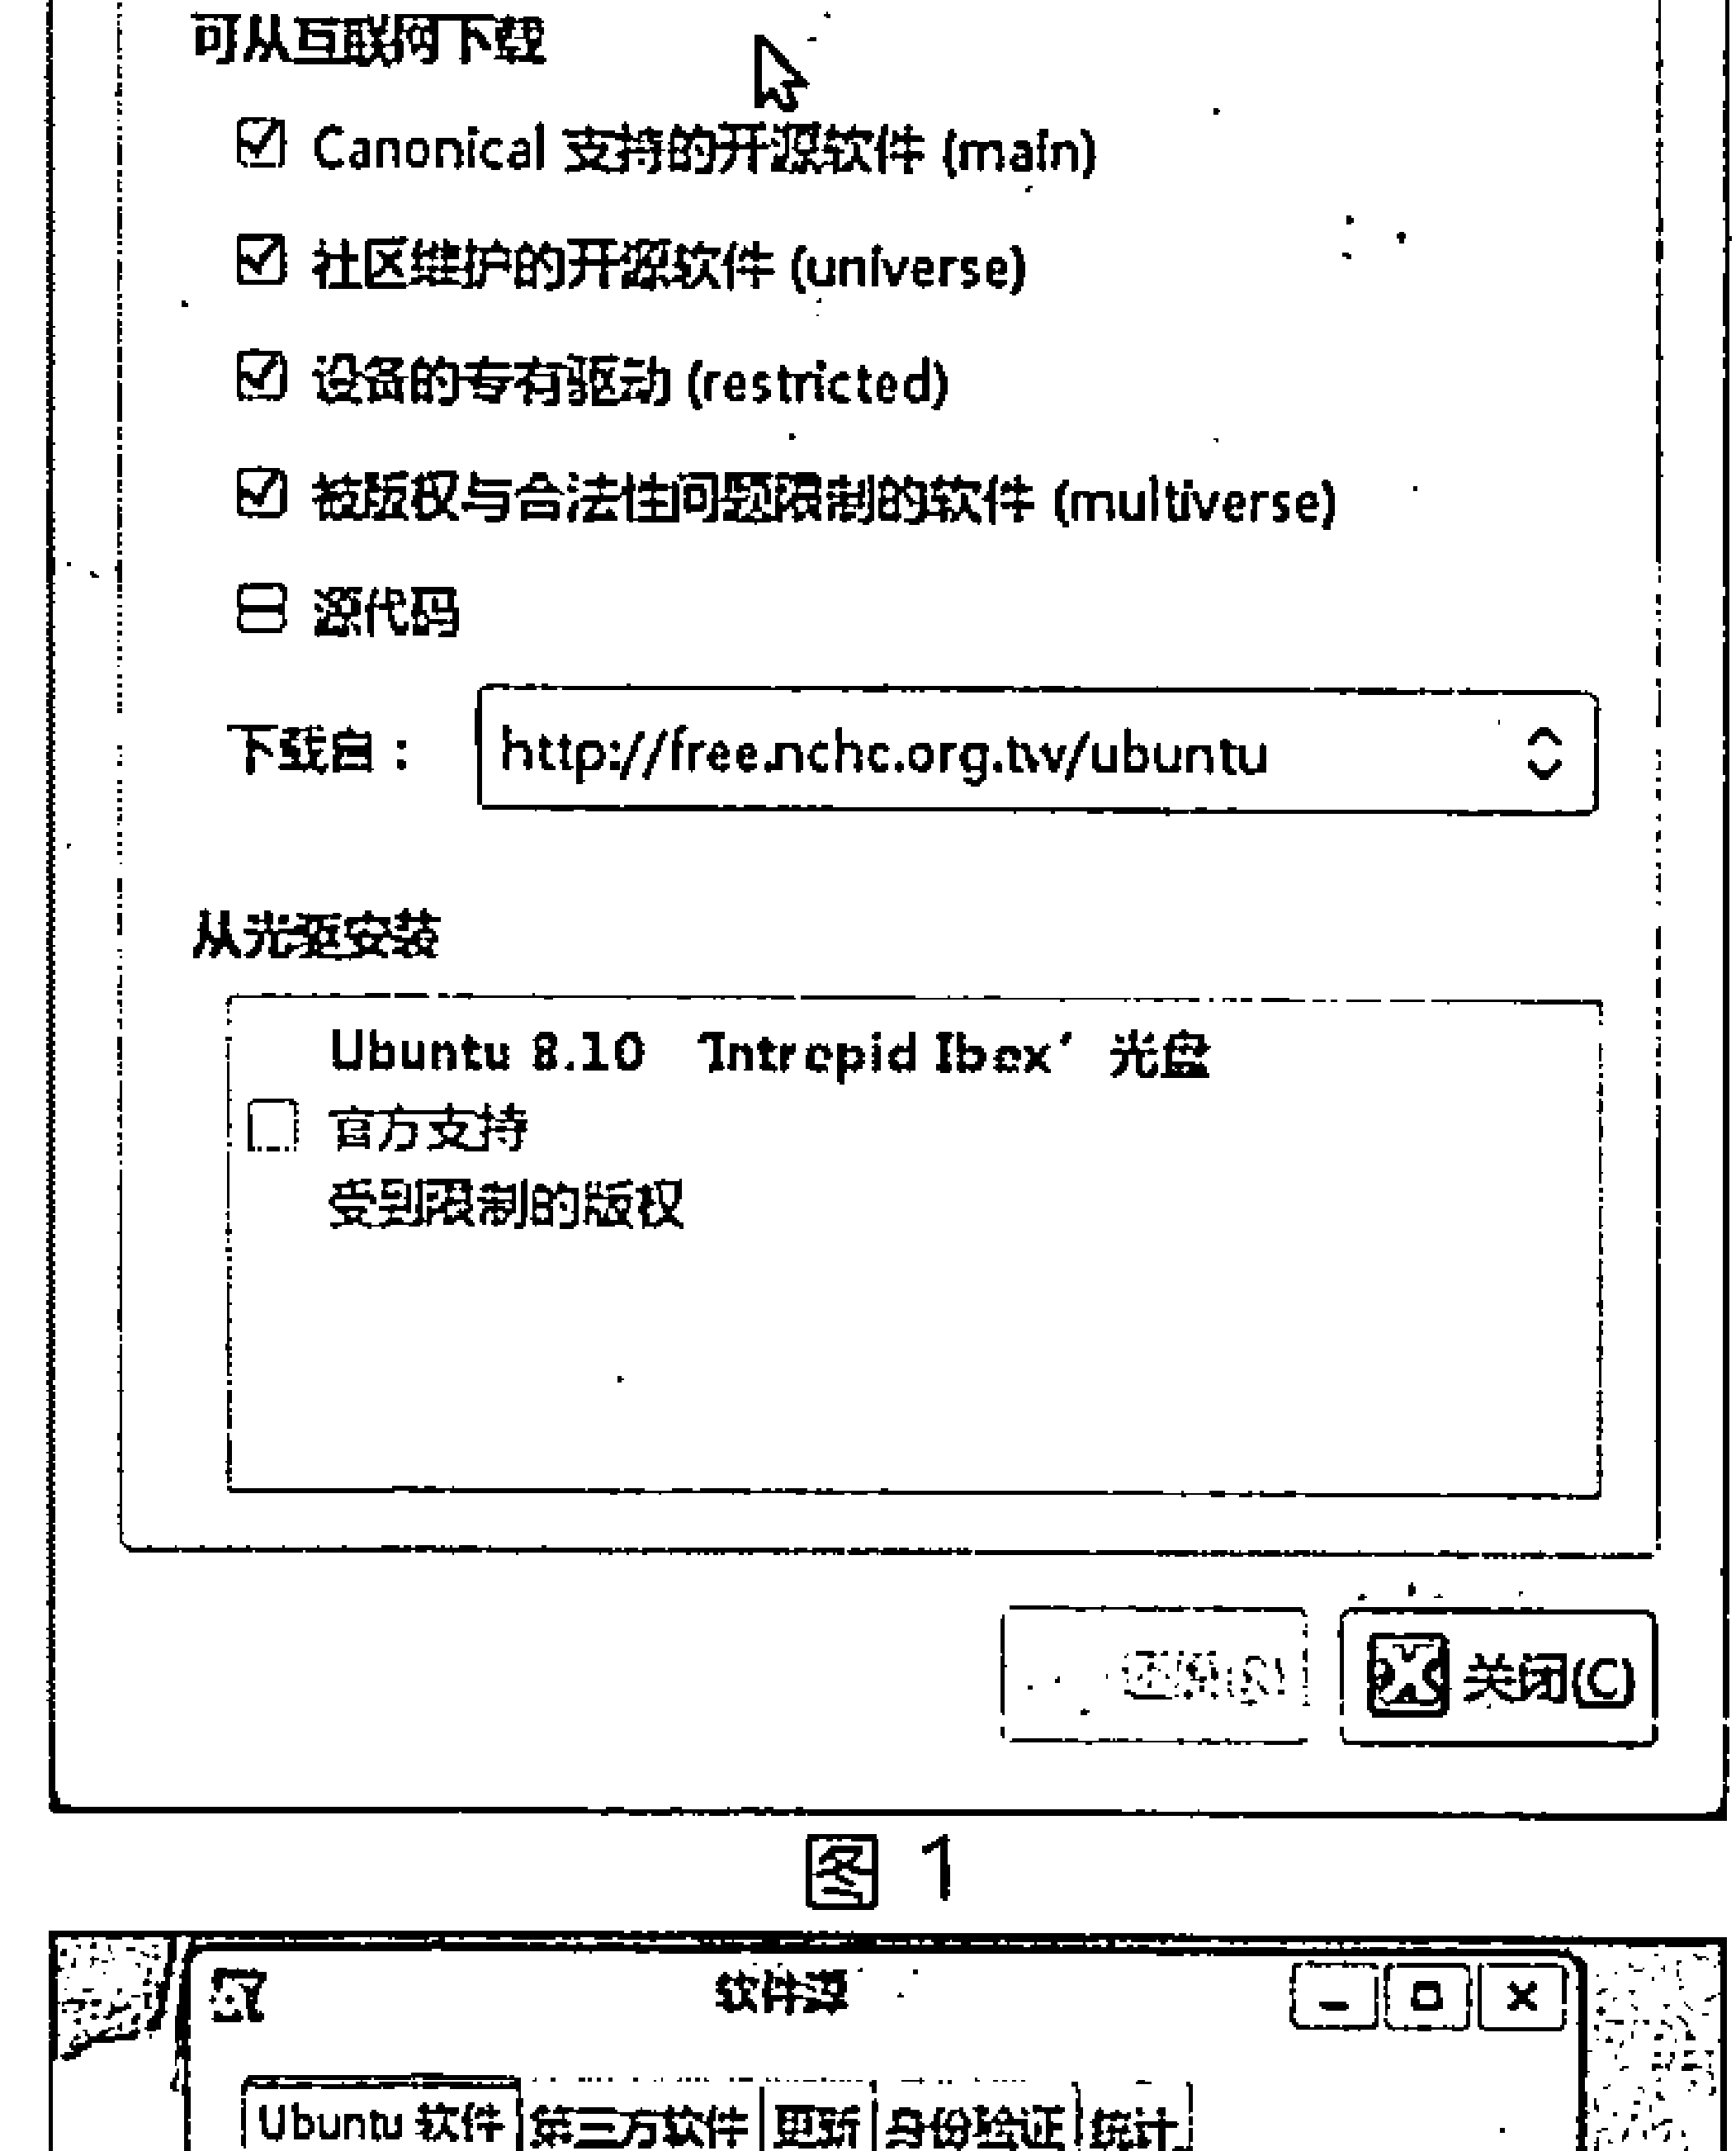 可从互联网下载
Canonical 支持的开源软件 (main)
社区维护的开源软件 (universe)
设备的专有驱动 (restricted)
被版权与合法性问题限制的软件 (multiverse)
源代码
下载自： http://free.nchc.org.tw/ubuntu
从光驱安装
Ubuntu 8.10 'Intrepid Ibex' 光盘
官方支持
受到限制的版权
关闭(C)
图 1
软件源
Ubuntu 软件 第三方软件 更新 身份验证 统计